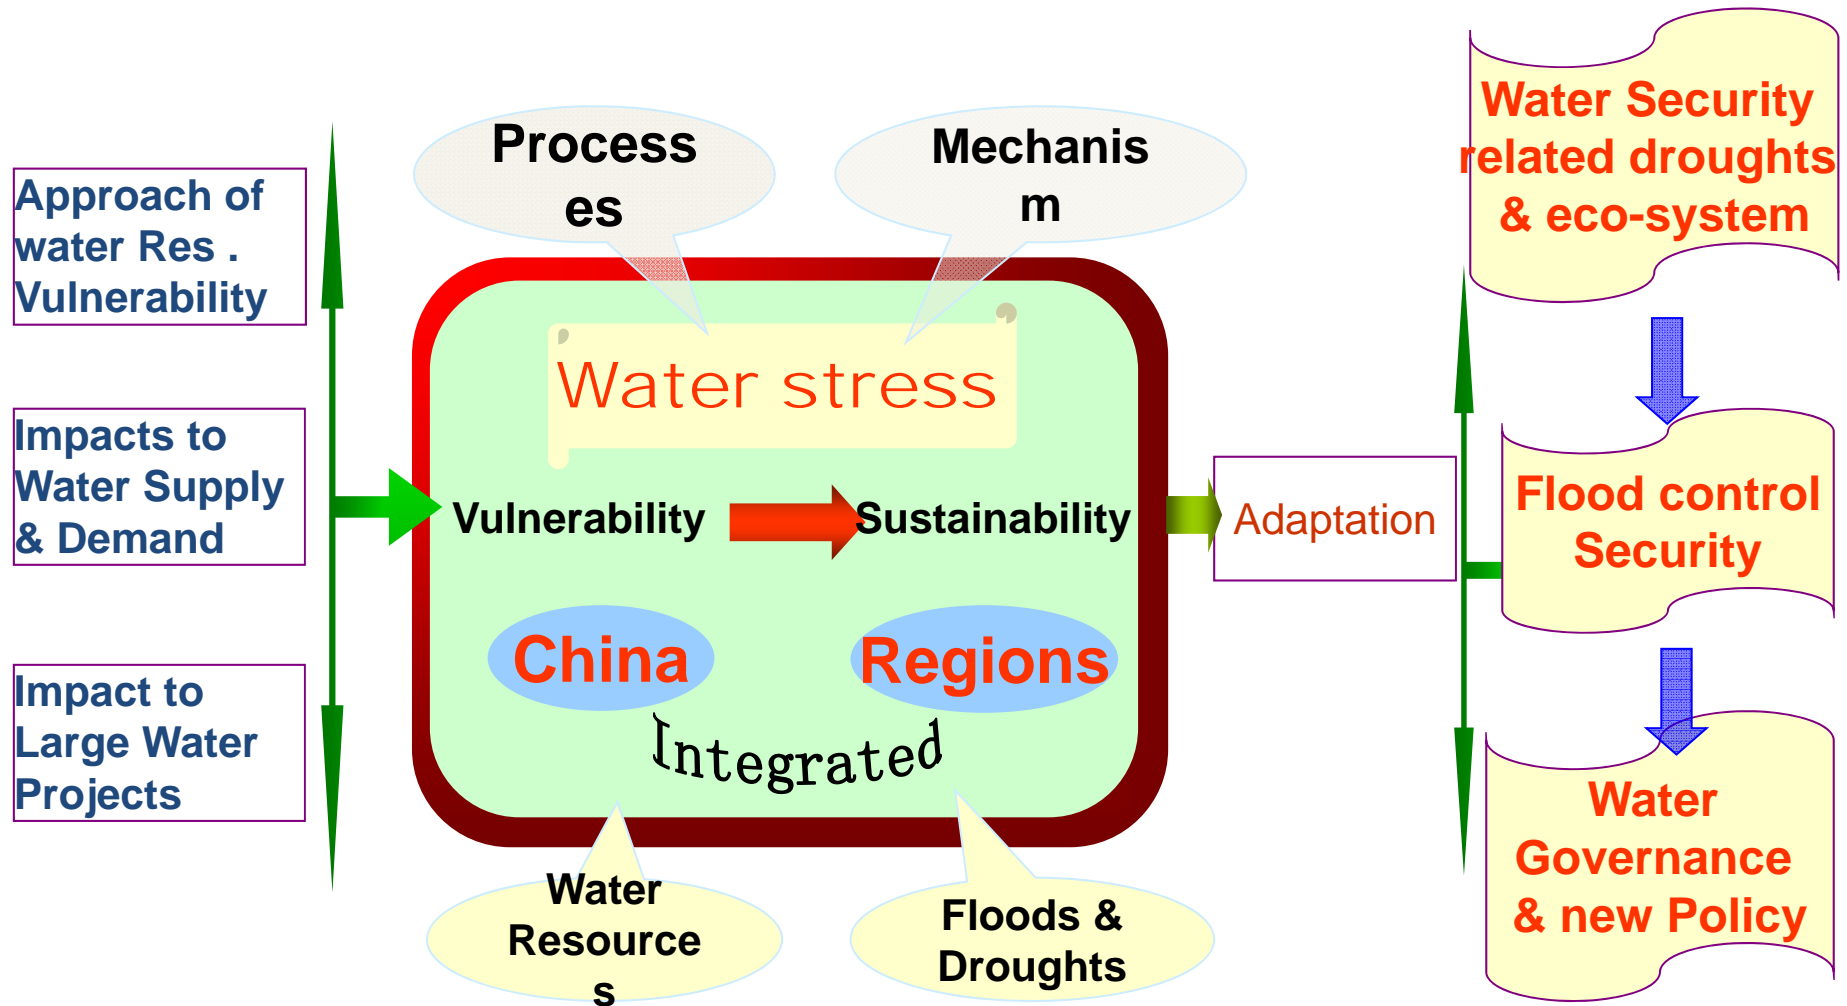 Approach of
water Res .
Vulnerability
Impacts to
Water Supply
& Demand
Impact to
Large Water
Projects
Process
es
Mechanis
m
Water stress
Vulnerability
Sustainability
China
Regions
Integrated
Water
Resource
s
Floods &
Droughts
Adaptation
Water Security
related droughts
& eco-system
Flood control
Security
Water
Governance
& new Policy